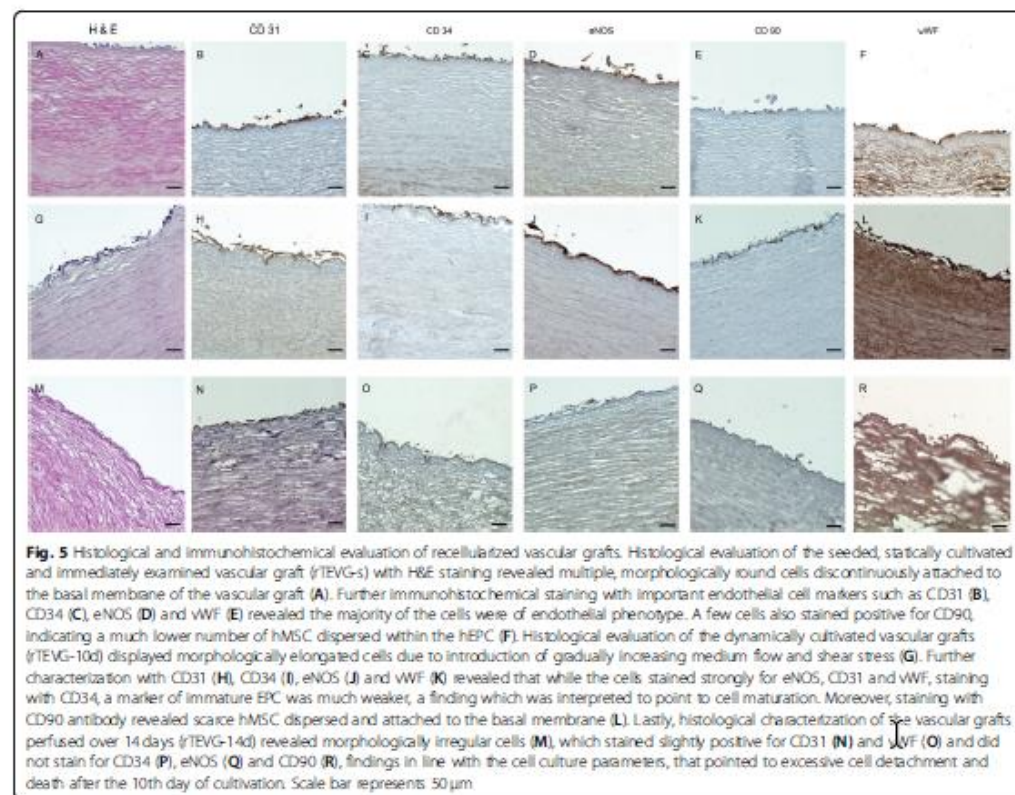 H & E CD 31 CD 34 eNOS CD 90 vWF
A B C D E F
G H I J K L
M N O P Q R
Fig. 5 Histological and immunohistochemical evaluation of recellularized vascular grafts. Histological evaluation of the seeded, statically cultivated
and immediately examined vascular graft (rTEVG-s) with H&E staining revealed multiple, morphologically round cells discontinuously attached to
the basal membrane of the vascular graft (A). Further immunohistochemical staining with important endothelial cell markers such as CD31 (B),
CD34 (C), eNOS (D) and vWF (E) revealed the majority of the cells were of endothelial phenotype. A few cells also stained positive for CD90,
indicating a much lower number of hMSC dispersed within the hEPC (F). Histological evaluation of the dynamically cultivated vascular grafts
(rTEVG-10d) displayed morphologically elongated cells due to introduction of gradually increasing medium flow and shear stress (G). Further
characterization with CD31 (H), CD34 (I), eNOS (J) and vWF (K) revealed that while the cells stained strongly for eNOS, CD31 and vWF, staining
with CD34, a marker of immature EPC was much weaker, a finding which was interpreted to point to cell maturation. Moreover, staining with
CD90 antibody revealed scarce hMSC dispersed and attached to the basal membrane (L). Lastly, histological characterization of the vascular grafts
perfused over 14 days (rTEVG-14d) revealed morphologically irregular cells (M), which stained slightly positive for CD31 (N) and vWF (O) and did
not stain for CD34 (P), eNOS (Q) and CD90 (R), findings in line with the cell culture parameters, that pointed to excessive cell detachment and
death after the 10th day of cultivation. Scale bar represents 50 μm